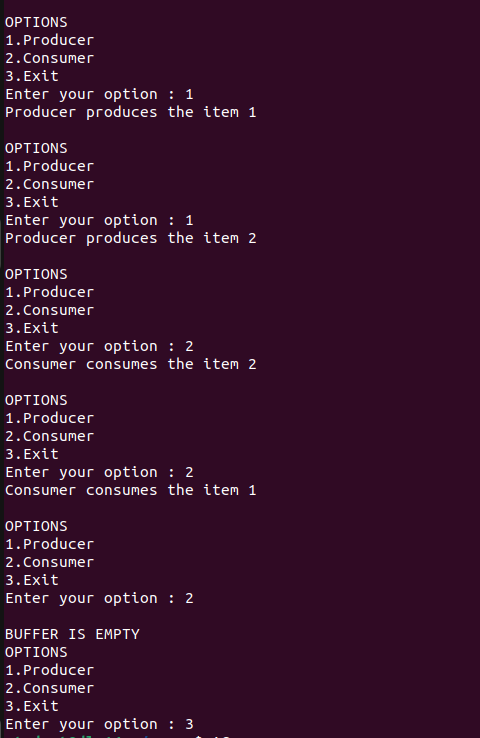 OPTIONS
1.Producer
2.Consumer
3.Exit
Enter your option : 1
Producer produces the item 1
OPTIONS
1.Producer
2.Consumer
3.Exit
Enter your option : 1
Producer produces the item 2
OPTIONS
1.Producer
2.Consumer
3.Exit
Enter your option : 2
Consumer consumes the item 2
OPTIONS
1.Producer
2.Consumer
3.Exit
Enter your option : 2
Consumer consumes the item 1
OPTIONS
1.Producer
2.Consumer
3.Exit
Enter your option : 2
BUFFER IS EMPTY
OPTIONS
1.Producer
2.Consumer
3.Exit
Enter your option : 3